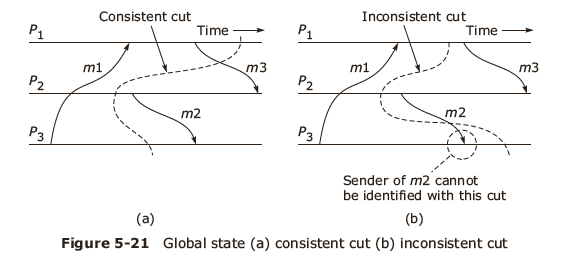 Consistent cut
Time
P1
m1
m3
P2
m2
P3
(a)
Inconsistent cut
Time
P1
m1
m3
P2
m2
P3
Sender of m2 cannot
be identified with this cut
(b)
Figure 5-21 Global state (a) consistent cut (b) inconsistent cut